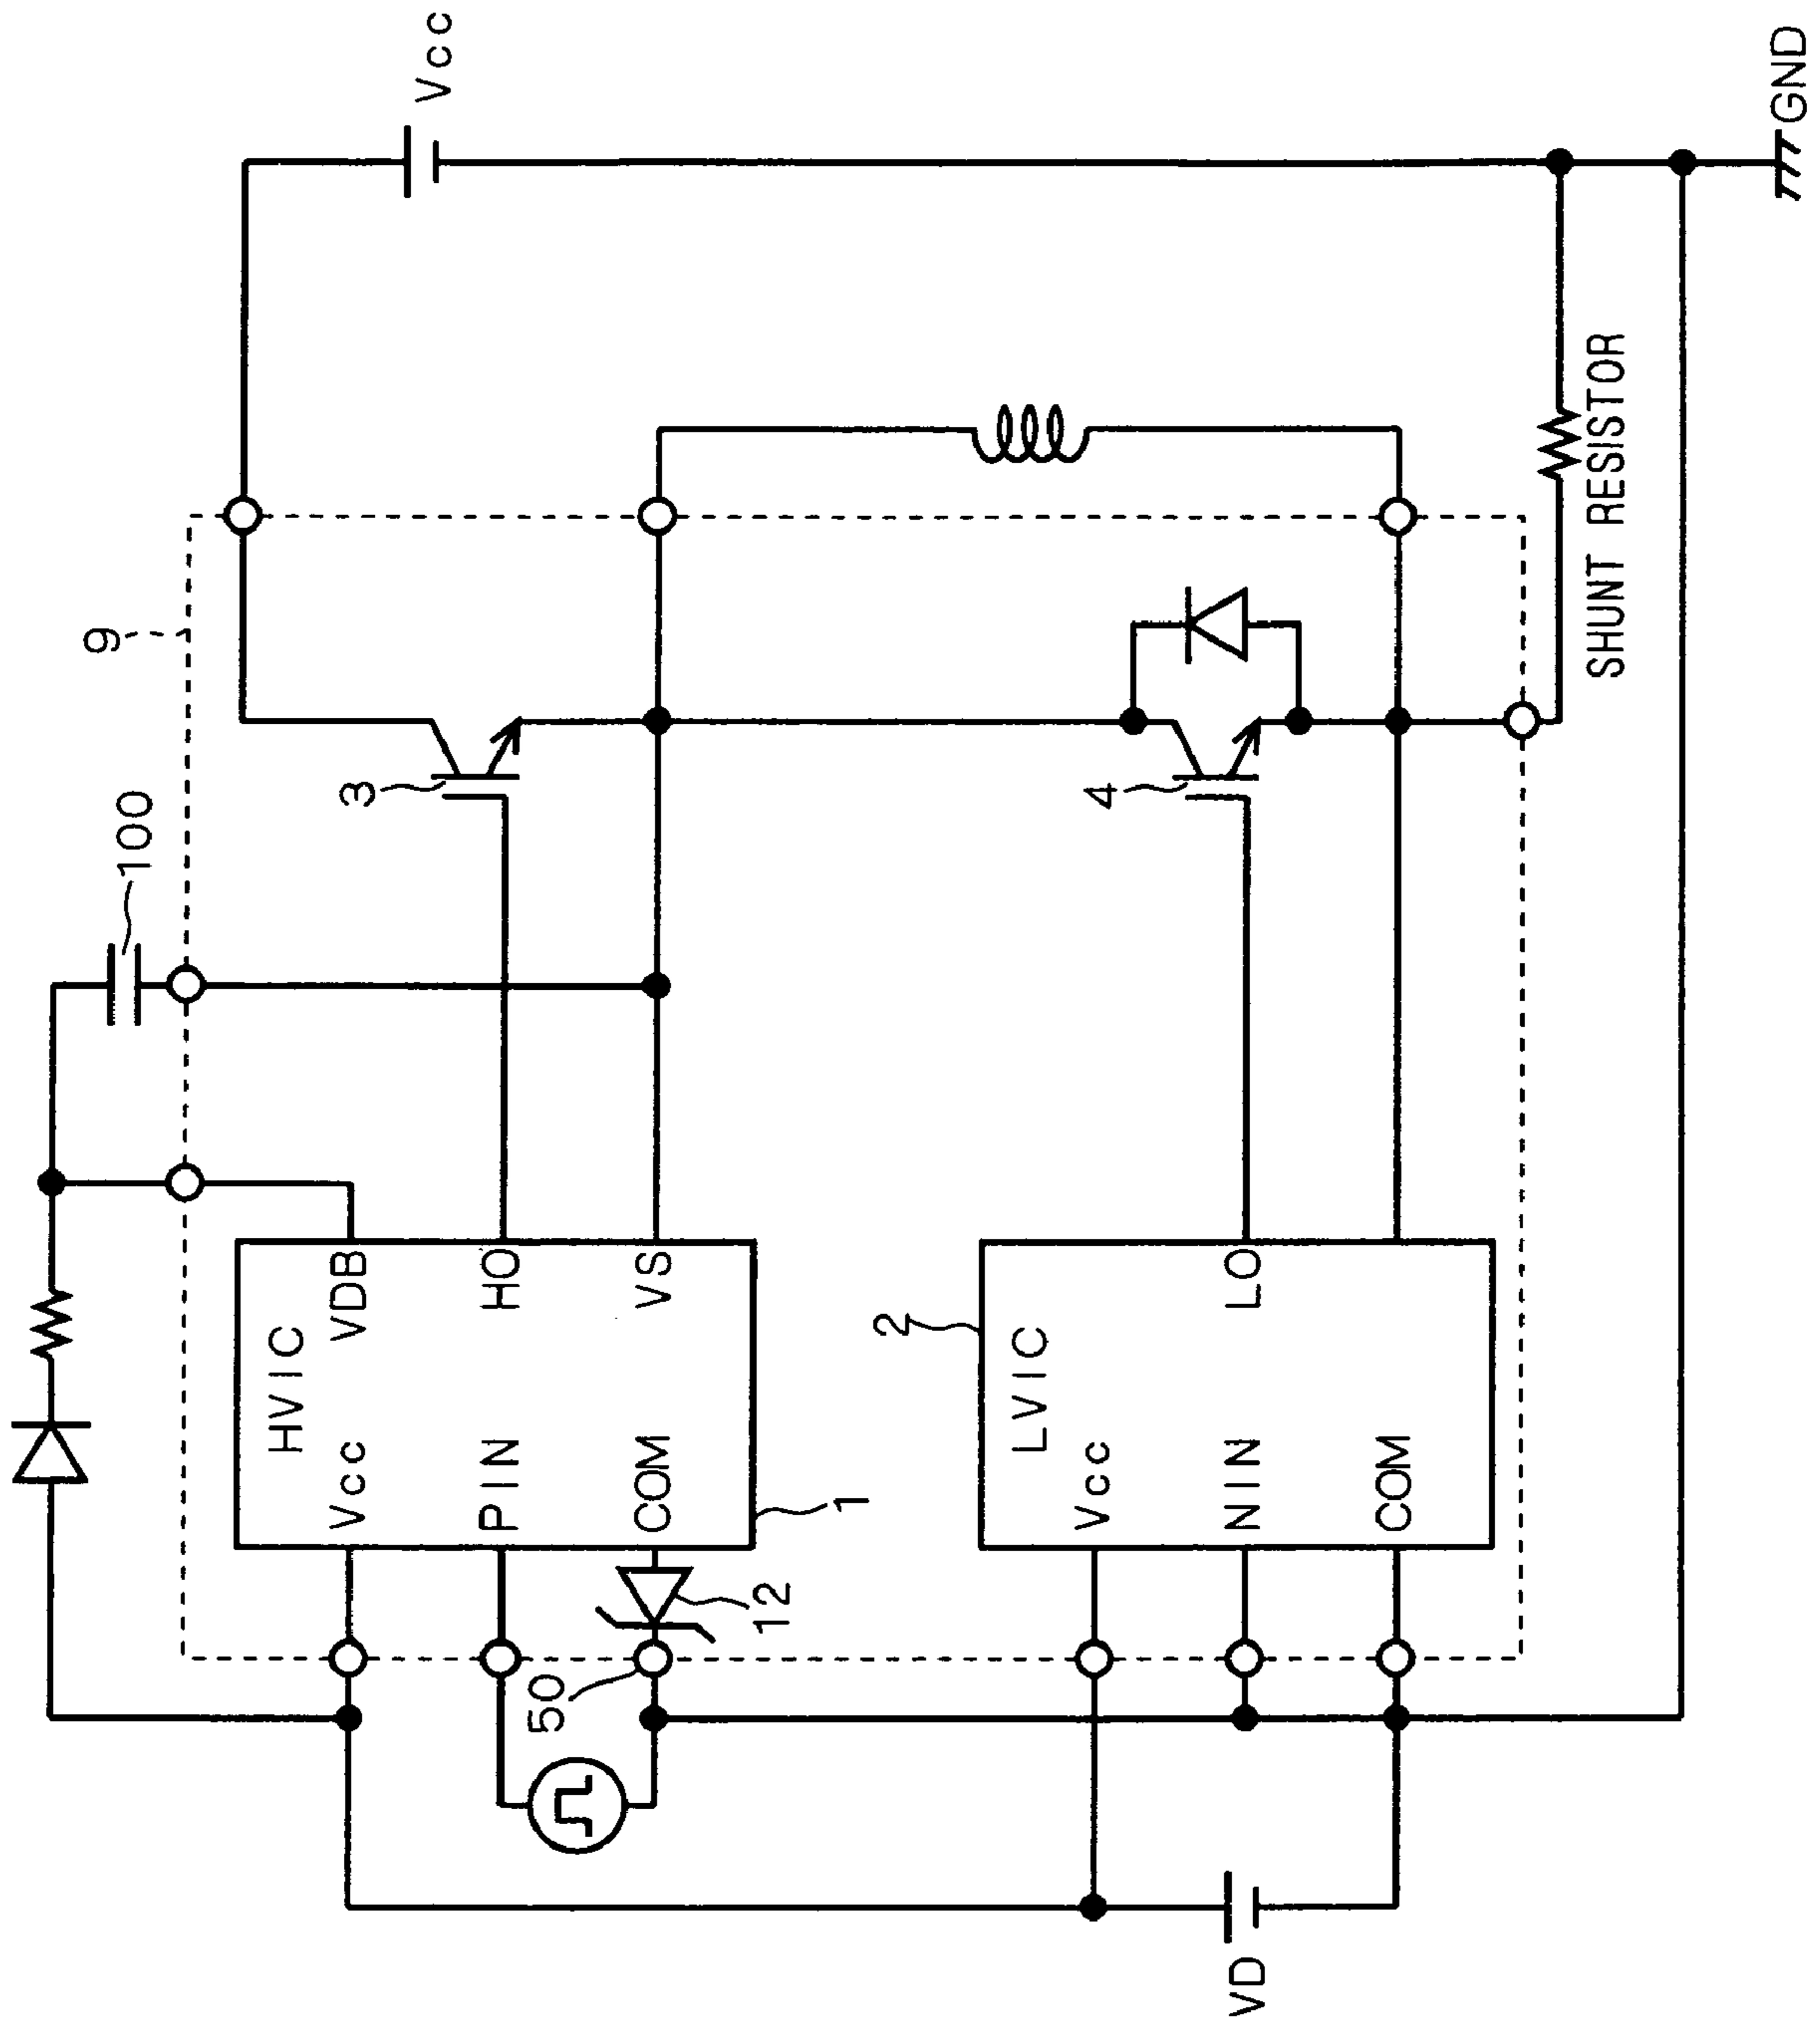 100
9
Vcc
HVIC
Vcc
VDB
PIN
HO
COM
VS
1
12
50
3
LVIC
2
Vcc
NIN
LO
COM
4
VD
SHUNT RESISTOR
GND